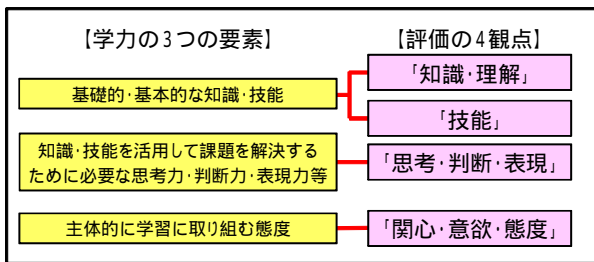 【学力の3つの要素】
【評価の4観点】
基礎的・基本的な知識・技能
「知識・理解」
「技能」
知識・技能を活用して課題を解決する
ために必要な思考力・判断力・表現力等
「思考・判断・表現」
主体的に学習に取り組む態度
「関心・意欲・態度」